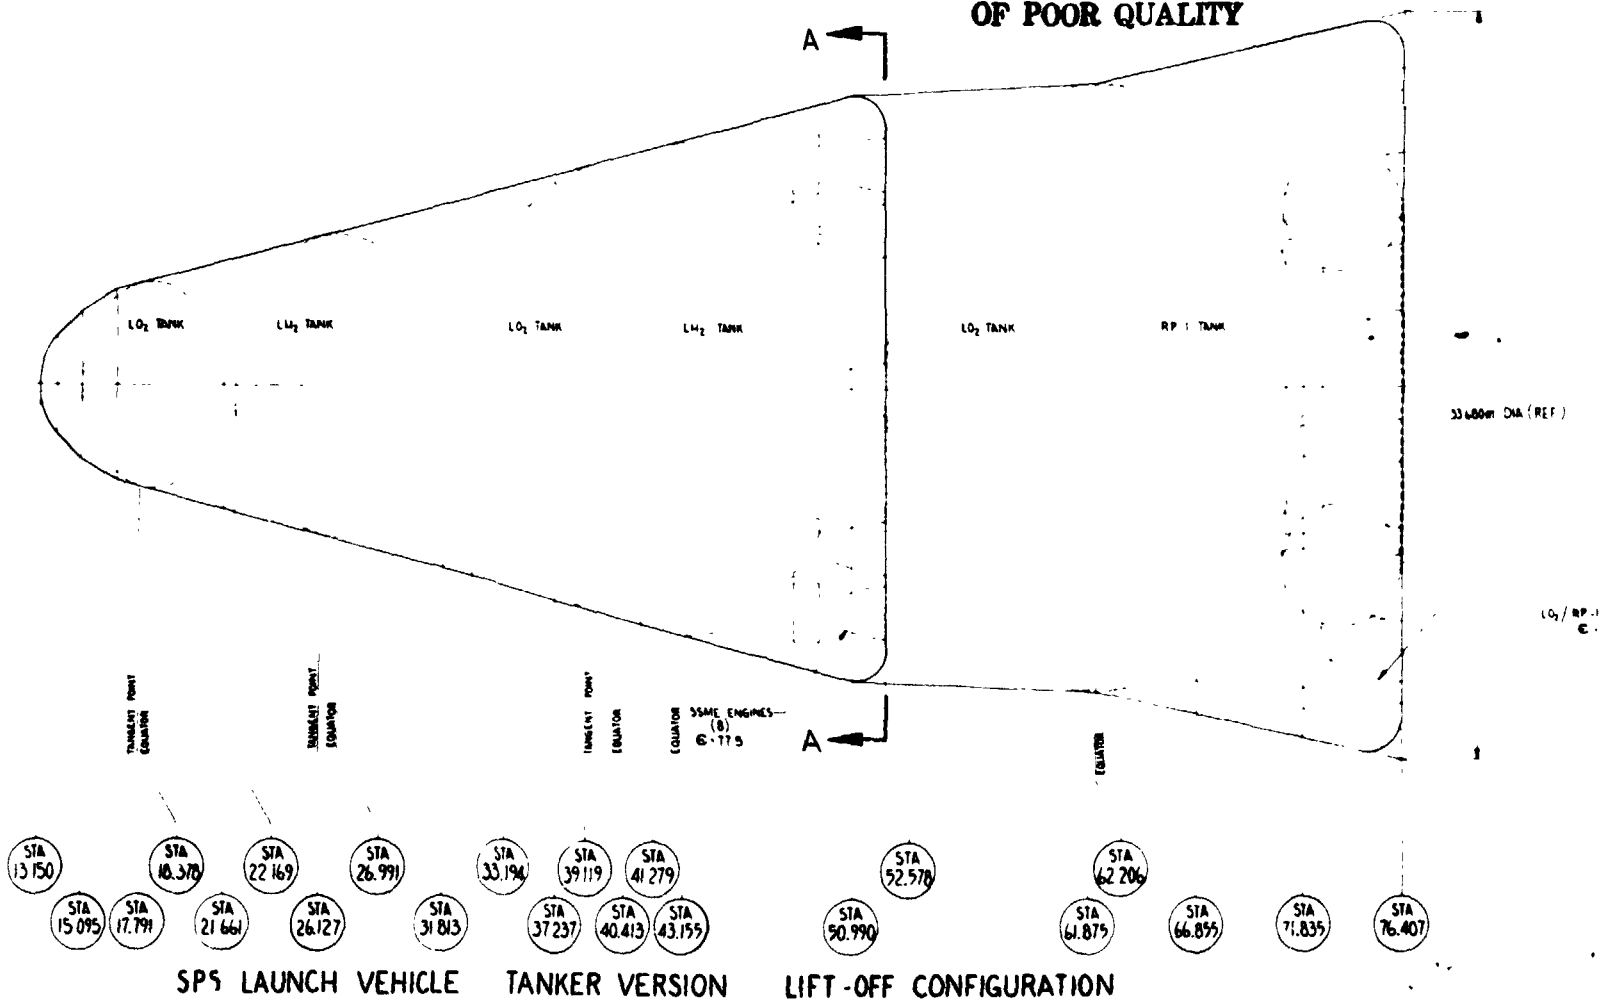 OF POOR QUALITY
A
LO₂ TANK
LH₂ TANK
LO₂ TANK
LH₂ TANK
LO₂ TANK
RP 1 TANK
DIA (REF)
LO₂/RP-1
Є
TANGENT POINT
EQUATOR
TANGENT POINT
EQUATOR
TANGENT POINT
EQUATOR
EQUATOR
SSME ENGINES
(8)
Є·77.5
A
EQUATOR
STA
13 150
STA
18.378
STA
22 169
STA
26.991
STA
33.194
STA
39 119
STA
41 279
STA
52.578
STA
62 206
STA
15 095
STA
17.791
STA
21 661
STA
26.127
STA
31 813
STA
37 237
STA
40.413
STA
43.155
STA
50.990
STA
61.875
STA
66.855
STA
71.835
STA
76.407
SPS LAUNCH VEHICLE TANKER VERSION LIFT-OFF CONFIGURATION